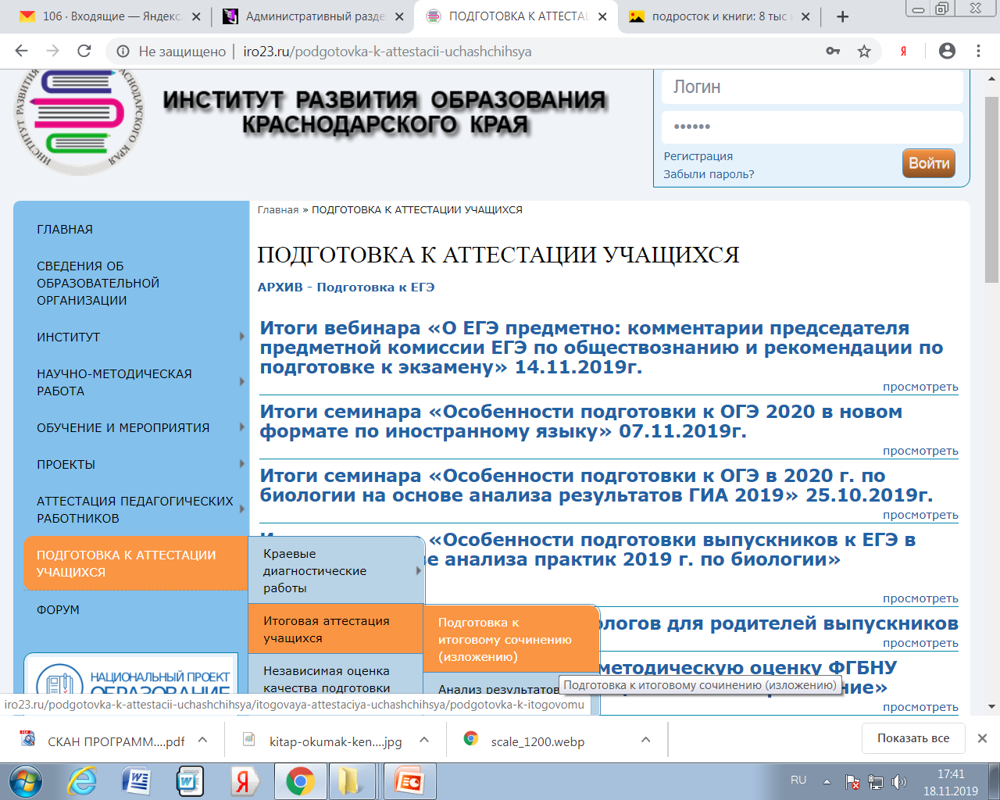 106 · Входящие — Яндекс.
Административный разде
ПОДГОТОВКА К АТТЕСТАЦ
подросток и книги: 8 тыс
Не защищено | iro23.ru/podgotovka-k-attestacii-uchashchihsya
ИНСТИТУТ РАЗВИТИЯ ОБРАЗОВАНИЯ
КРАСНОДАРСКОГО КРАЯ
Логин
••••••
Регистрация
Забыли пароль?
Войти
Главная » ПОДГОТОВКА К АТТЕСТАЦИИ УЧАЩИХСЯ
ГЛАВНАЯ
СВЕДЕНИЯ ОБ
ОБРАЗОВАТЕЛЬНОЙ
ОРГАНИЗАЦИИ
ИНСТИТУТ
НАУЧНО-МЕТОДИЧЕСКАЯ
РАБОТА
ОБУЧЕНИЕ И МЕРОПРИЯТИЯ
ПРОЕКТЫ
АТТЕСТАЦИЯ ПЕДАГОГИЧЕСКИХ
РАБОТНИКОВ
ПОДГОТОВКА К АТТЕСТАЦИИ
УЧАЩИХСЯ
ФОРУМ
НАЦИОНАЛЬНЫЙ ПРОЕКТ
ОБРАЗОВАНИЕ
ПОДГОТОВКА К АТТЕСТАЦИИ УЧАЩИХСЯ
АРХИВ - Подготовка к ЕГЭ
Итоги вебинара «О ЕГЭ предметно: комментарии председателя
предметной комиссии ЕГЭ по обществознанию и рекомендации по
подготовке к экзамену» 14.11.2019г.
просмотреть
Итоги семинара «Особенности подготовки к ОГЭ 2020 в новом
формате по иностранному языку» 07.11.2019г.
просмотреть
Итоги семинара «Особенности подготовки к ОГЭ в 2020 г. по
биологии на основе анализа результатов ГИА 2019» 25.10.2019г.
просмотреть
«Особенности подготовки выпускников к ЕГЭ в
анализа практик 2019 г. по биологии»
просмотреть
ологов для родителей выпускников
просмотреть
методическую оценку ФГБНУ
ние»
просмотреть
Краевые
диагностические
работы
Итоговая аттестация
учащихся
Независимая оценка
качества подготовки
Подготовка к
итоговому сочинению
(изложению)
Анализ результатов
Подготовка к итоговому сочинению (изложению)
iro23.ru/podgotovka-k-attestacii-uchashchihsya/itogovaya-attestaciya-uchashchihsya/podgotovka-k-itogovomu
СКАН ПРОГРАММ....pdf
kitap-okumak-ken....jpg
scale_1200.webp
Показать все
RU
17:41
18.11.2019